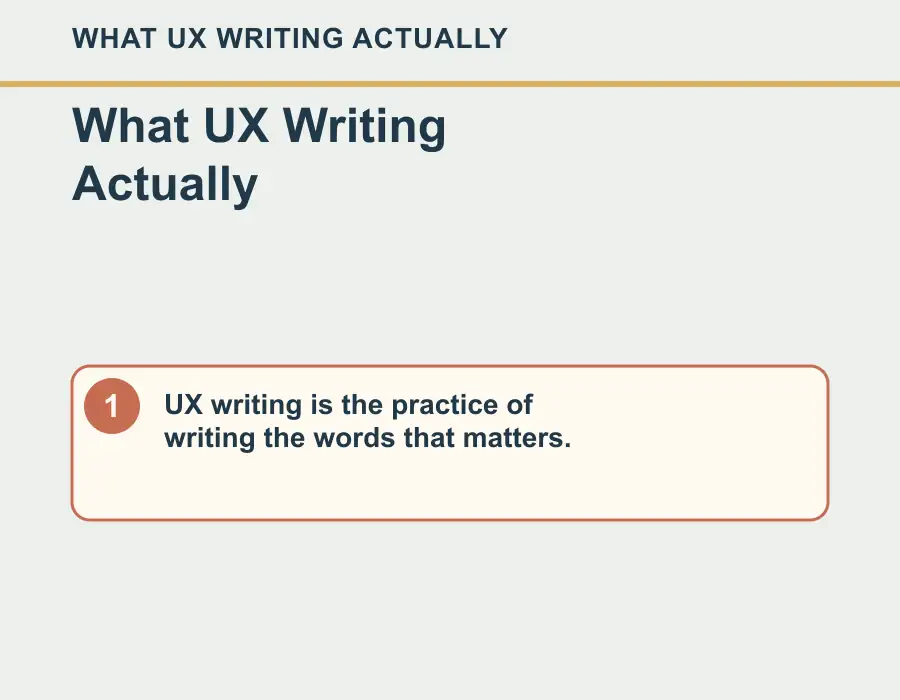 WHAT UX WRITING ACTUALLY
What UX Writing
Actually
1
UX writing is the practice of
writing the words that matters.